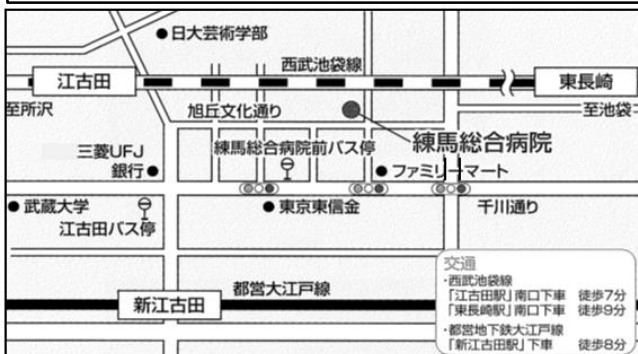 日大芸術学部
西武池袋線
江古田
東長崎
至所沢
旭丘文化通り
至池袋
練馬総合病院
練馬総合病院前バス停
三菱UFJ
銀行
ファミリーマート
武蔵大学
江古田バス停
東京東信金
千川通り
都営大江戸線
新江古田
交通
・西武池袋線
「江古田駅」南口下車 徒歩7分
「東長崎駅」南口下車 徒歩9分
・都営地下鉄大江戸線
「新江古田駅」下車 徒歩8分